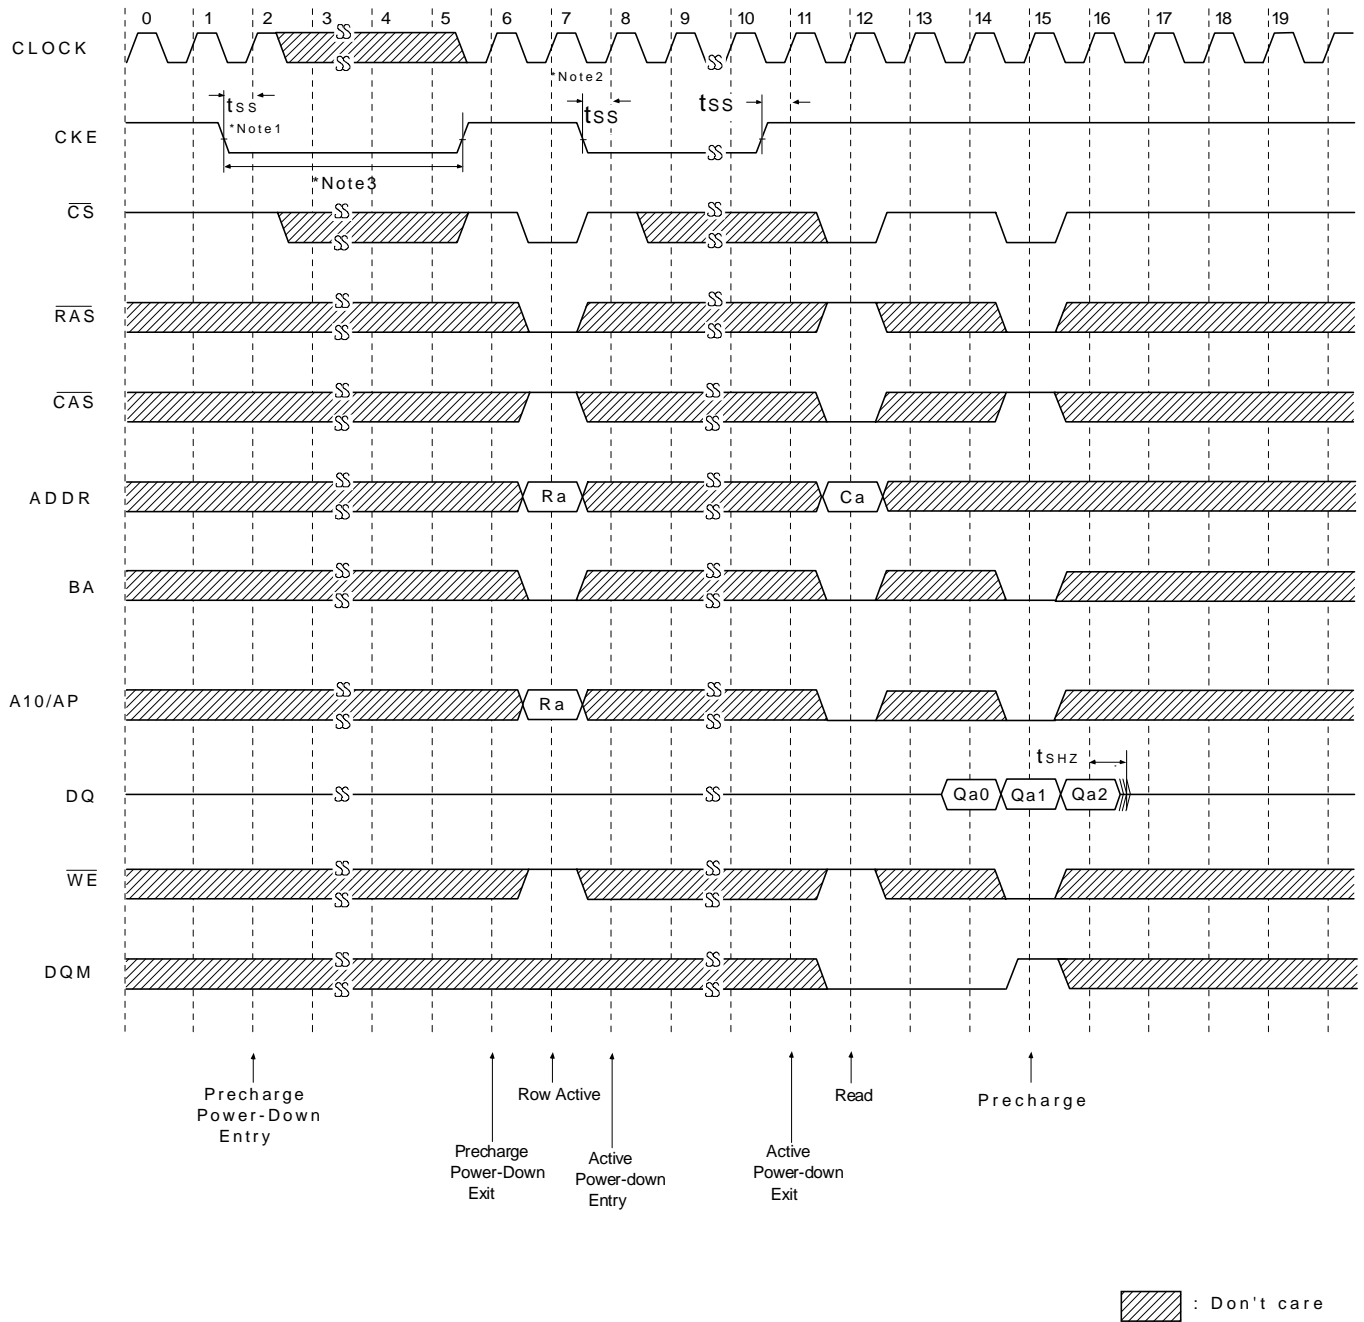 0 1 2 3 4 5 6 7 8 9 10 11 12 13 14 15 16 17 18 19
CLOCK
*Note2
tSS
tSS
tSS
*Note1
CKE
*Note3
CS
RAS
CAS
ADDR
Ra
Ca
BA
A10/AP
Ra
tSHZ
DQ
Qa0 Qa1 Qa2
WE
DQM
Precharge
Power-Down
Entry
Precharge
Power-Down
Exit
Row Active
Active
Power-down
Entry
Active
Power-down
Exit
Read
Precharge
: Don't care